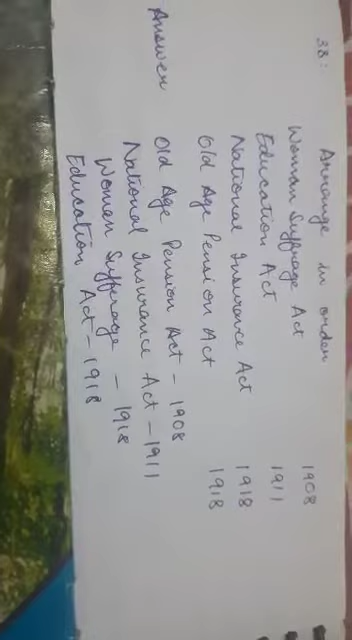 38: Arrange in order
Woman Suffrage Act 1908
Education Act 1911
National Insurance Act 1918
Old Age Pension Act 1918
Answer Old Age Pension Act - 1908
National Insurance Act - 1911
Women Suffrage - 1918
Education Act - 1918